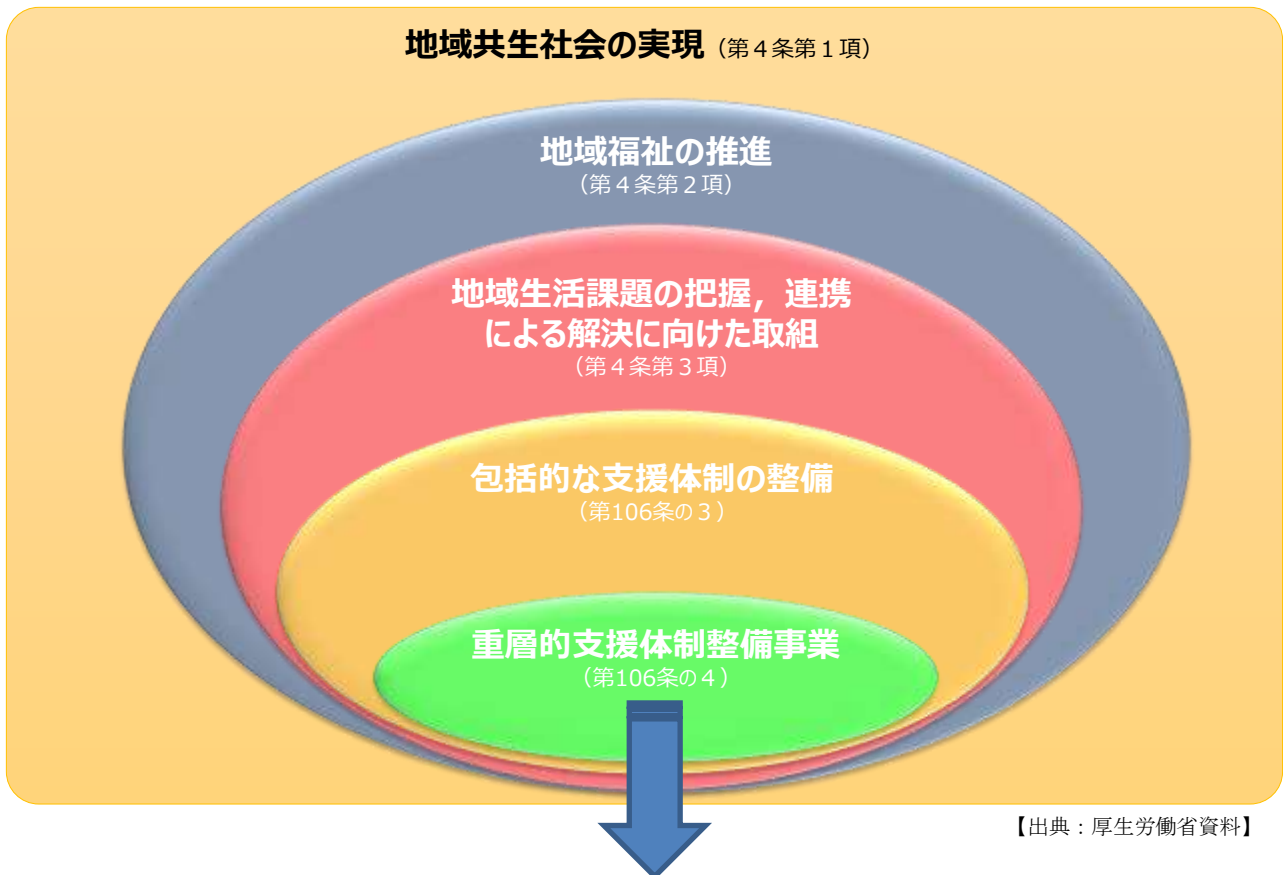 地域共生社会の実現（第４条第１項）
地域福祉の推進
（第４条第２項）
地域生活課題の把握，連携
による解決に向けた取組
（第４条第３項）
包括的な支援体制の整備
（第106条の３）
重層的支援体制整備事業
（第106条の４）
【出典：厚生労働省資料】